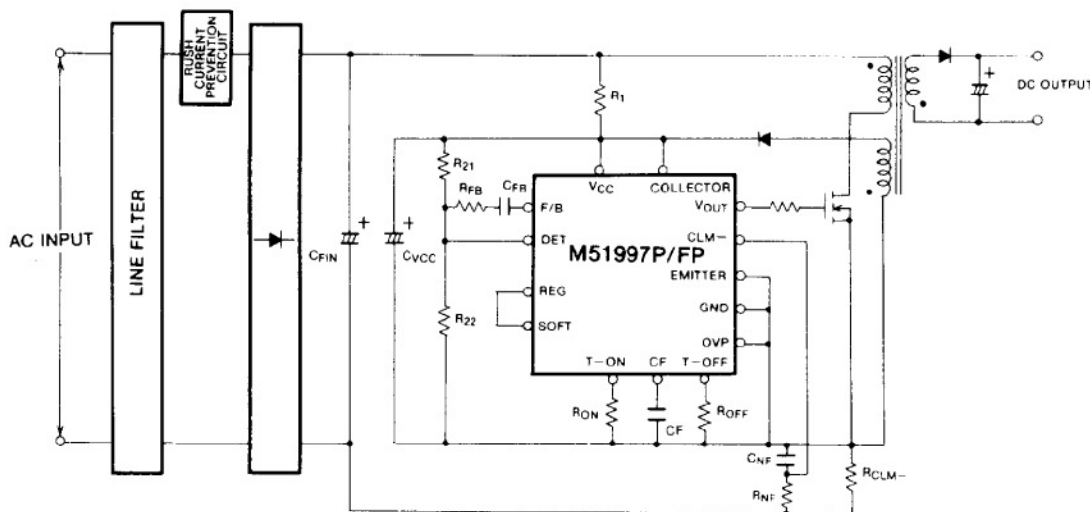 RUSH
CURRENT
PREVENTION
CIRCUIT
AC INPUT
LINE FILTER
R1
DC OUTPUT
R21
RFB
CFB
VCC
COLLECTOR
VOUT
F/B
DET
M51997P/FP
CLM-
EMITTER
CFIN
CVCC
R22
REG
SOFT
GND
OVP
T-ON
CF
T-OFF
RON
CF
ROFF
CNF
RNF
RCLM-
+
+
+